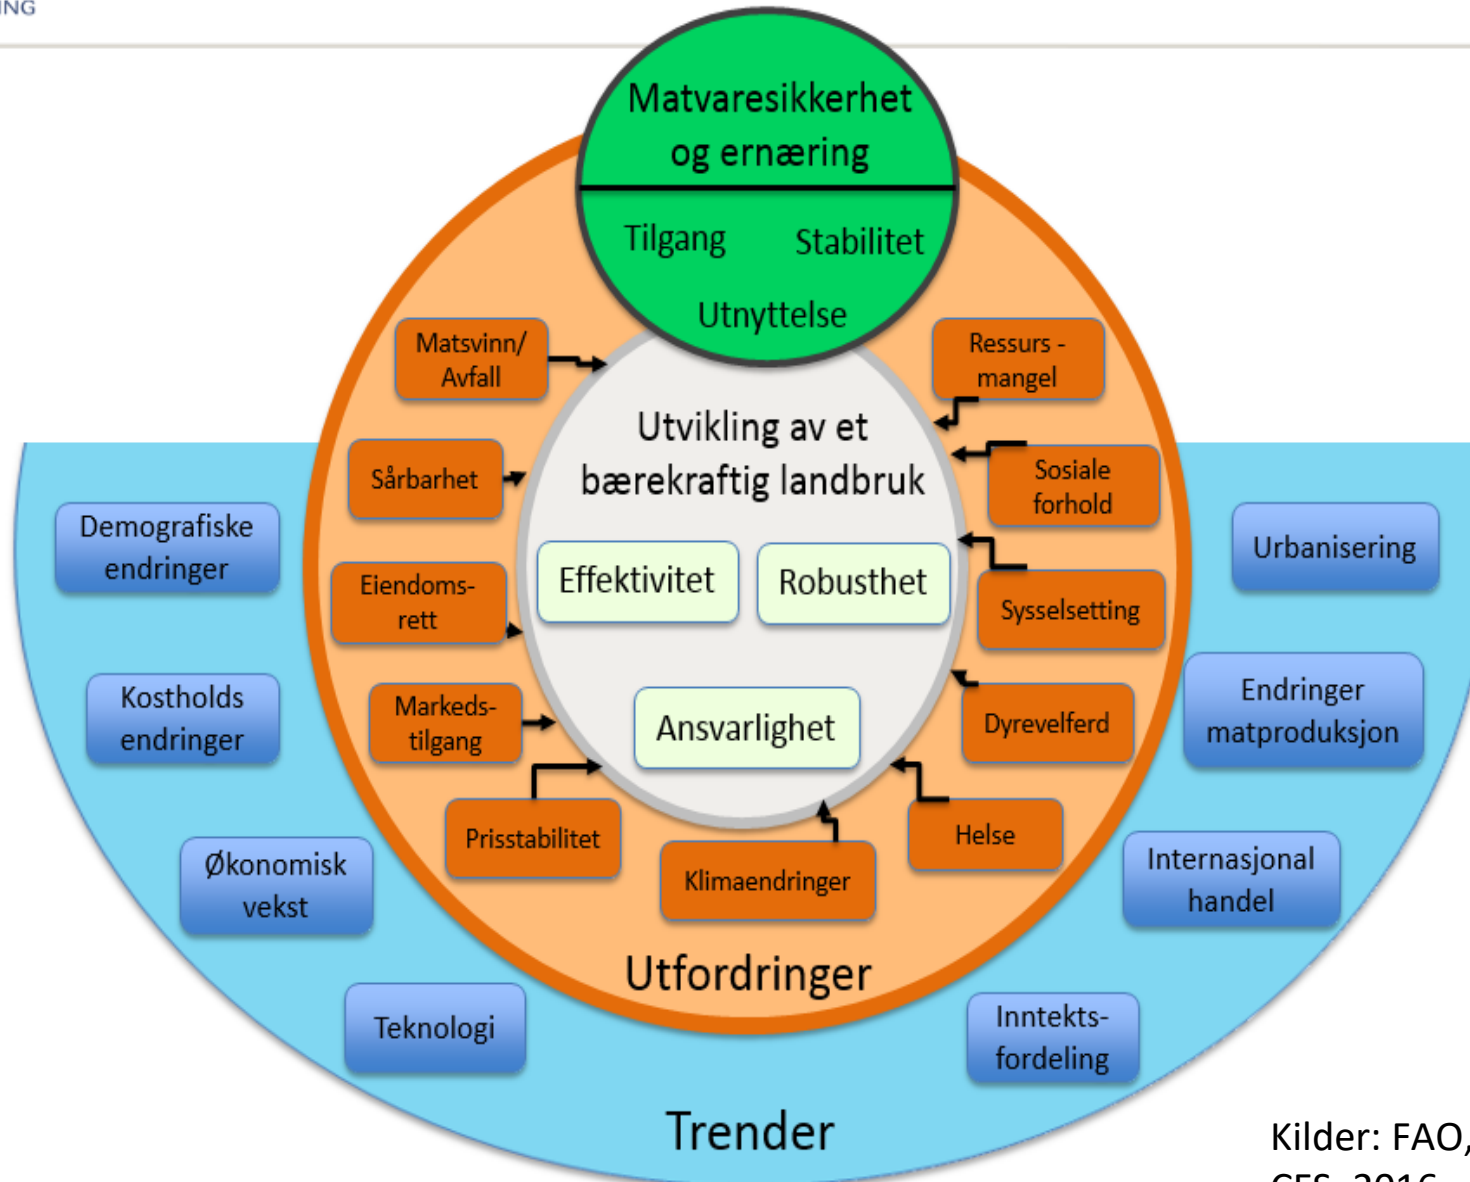 Matvaresikkerhet
og ernæring
Tilgang
Stabilitet
Utnyttelse
Matsvinn/
Avfall
Sårbarhet
Eiendoms-
rett
Markeds-
tilgang
Prisstabilitet
Klimaendringer
Helse
Dyrevelferd
Sysselsetting
Sosiale
forhold
Ressurs -
mangel
Utvikling av et
bærekraftig landbruk
Effektivitet
Robusthet
Ansvarlighet
Utfordringer
Demografiske
endringer
Kostholds
endringer
Økonomisk
vekst
Teknologi
Urbanisering
Endringer
matproduksjon
Internasjonal
handel
Inntekts-
fordeling
Trender
Kilder: FAO,
CFS, 2016